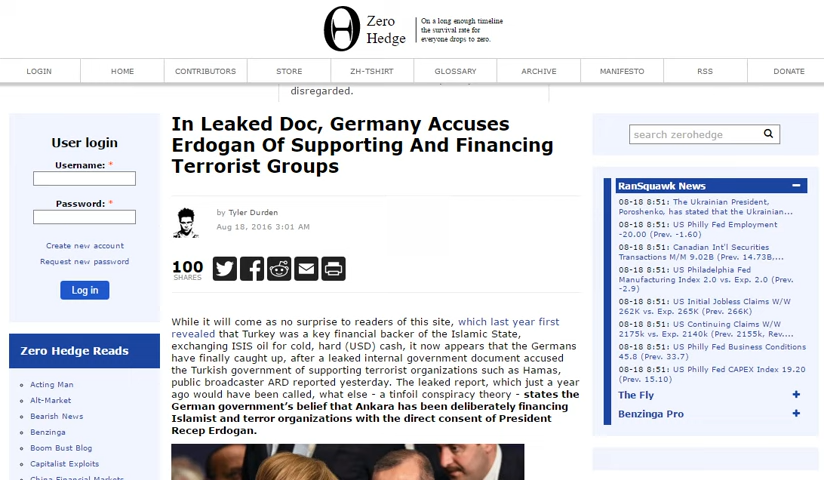 Zero
Hedge
On a long enough timeline
the survival rate for
everyone drops to zero.
LOGIN
HOME
CONTRIBUTORS
STORE
ZH-TSHIRT
GLOSSARY
ARCHIVE
MANIFESTO
RSS
DONATE
disregarded.
User login
Username: *
Password: *
Create new account
Request new password
Log in
Zero Hedge Reads
Acting Man
Alt-Market
Bearish News
Benzinga
Boom Bust Blog
Capitalist Exploits
China Financial Markets
In Leaked Doc, Germany Accuses
Erdogan Of Supporting And Financing
Terrorist Groups
by Tyler Durden
Aug 18, 2016 3:01 AM
100
SHARES
While it will come as no surprise to readers of this site, which last year first
revealed that Turkey was a key financial backer of the Islamic State,
exchanging ISIS oil for cold, hard (USD) cash, it now appears that the Germans
have finally caught up, after a leaked internal government document accused
the Turkish government of supporting terrorist organizations such as Hamas,
public broadcaster ARD reported yesterday. The leaked report, which just a year
ago would have been called, what else - a tinfoil conspiracy theory - states the
German government's belief that Ankara has been deliberately financing
Islamist and terror organizations with the direct consent of President
Recep Erdogan.
search zerohedge
RanSquawk News
08-18 8:51: The Ukrainian President,
Poroshenko, has stated that the Ukrainian...
08-18 8:51: US Philly Fed Employment
-20.00 (Prev. -1.60)
08-18 8:51: Canadian Int'l Securities
Transactions M/M 9.02B (Prev. 14.73B,...
08-18 8:51: US Philadelphia Fed
Manufacturing Index 2.0 vs. Exp. 2.0 (Prev.
-2.9)
08-18 8:51: US Initial Jobless Claims W/W
262K vs. Exp. 265K (Prev. 266K)
08-18 8:51: US Continuing Claims W/W
2175k vs. Exp. 2140k (Prev. 2155k, Rev....
08-18 8:51: US Philly Fed Business Conditions
45.8 (Prev. 33.7)
08-18 8:51: US Philly Fed CAPEX Index 19.20
(Prev. 15.10)
The Fly
Benzinga Pro